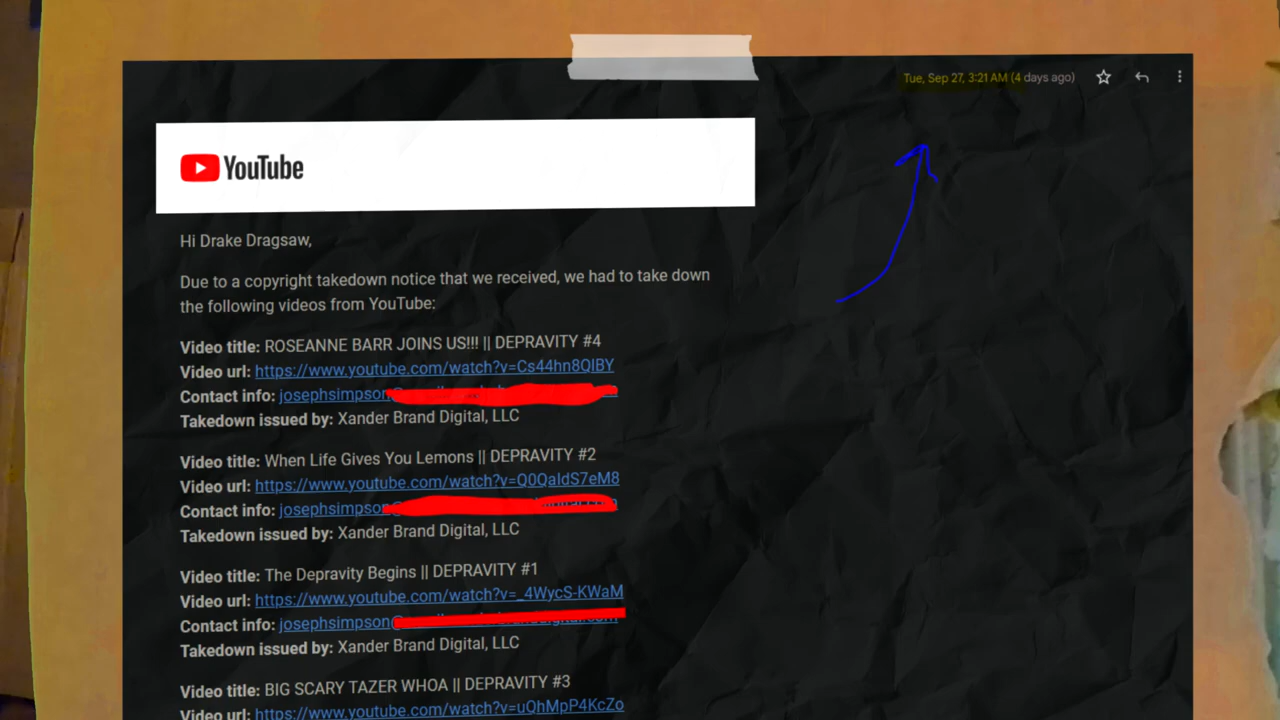 Tue, Sep 27, 3:21 AM (4 days ago)
YouTube
Hi Drake Dragsaw,
Due to a copyright takedown notice that we received, we had to take down
the following videos from YouTube:
Video title: ROSEANNE BARR JOINS US!!! || DEPRAVITY #4
Video url: https://www.youtube.com/watch?v=Cs44hn8QIBY
Contact info: josephsimpson
Takedown issued by: Xander Brand Digital, LLC
Video title: When Life Gives You Lemons || DEPRAVITY #2
Video url: https://www.youtube.com/watch?v=Q0QaIdS7eM8
Contact info: josephsimpson
Takedown issued by: Xander Brand Digital, LLC
Video title: The Depravity Begins || DEPRAVITY #1
Video url: https://www.youtube.com/watch?v=_4WycS-KWaM
Contact info: josephsimpson@
Takedown issued by: Xander Brand Digital, LLC
Video title: BIG SCARY TAZER WHOA || DEPRAVITY #3
Video url: https://www.youtube.com/watch?v=uQhMpP4KcZo